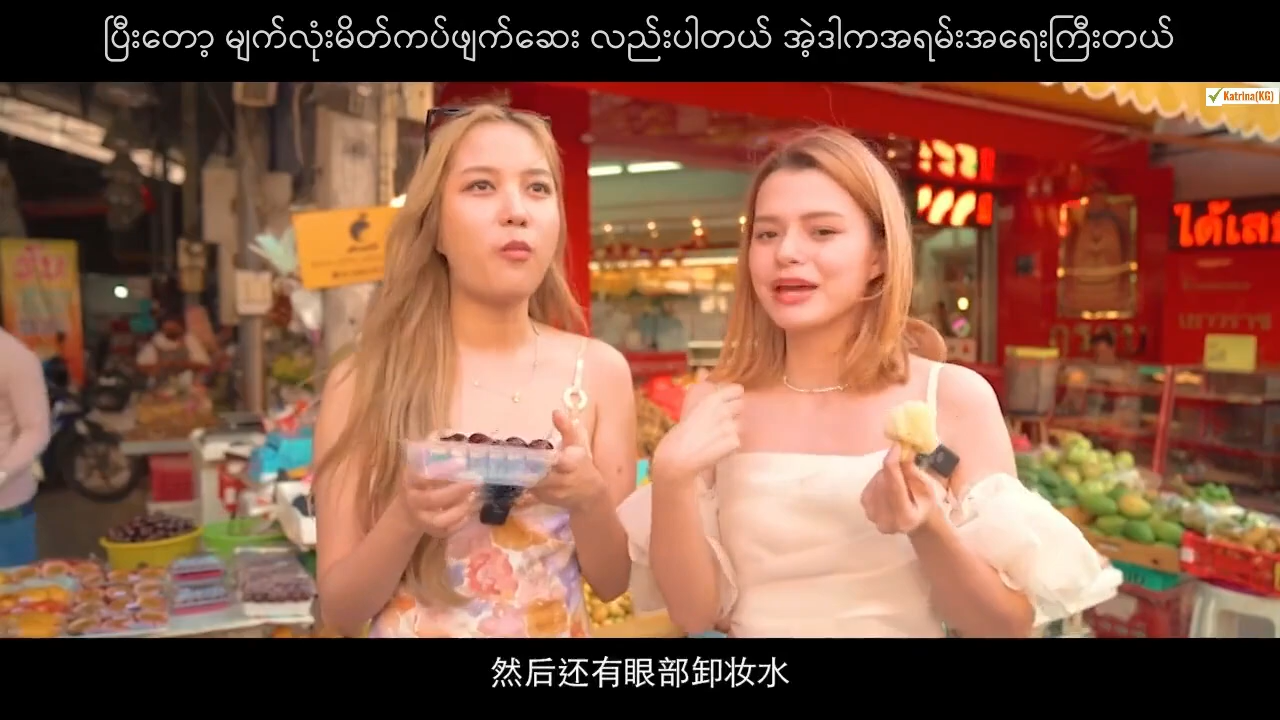 ပြီးတော့ မျက်လုံးမိတ်ကပ်ဖျက်ဆေး လည်းပါတယ် အဲ့ဒါကအရမ်းအရေးကြီးတယ်
Katrina(KG)
ได้เส
然后还有眼部卸妆水